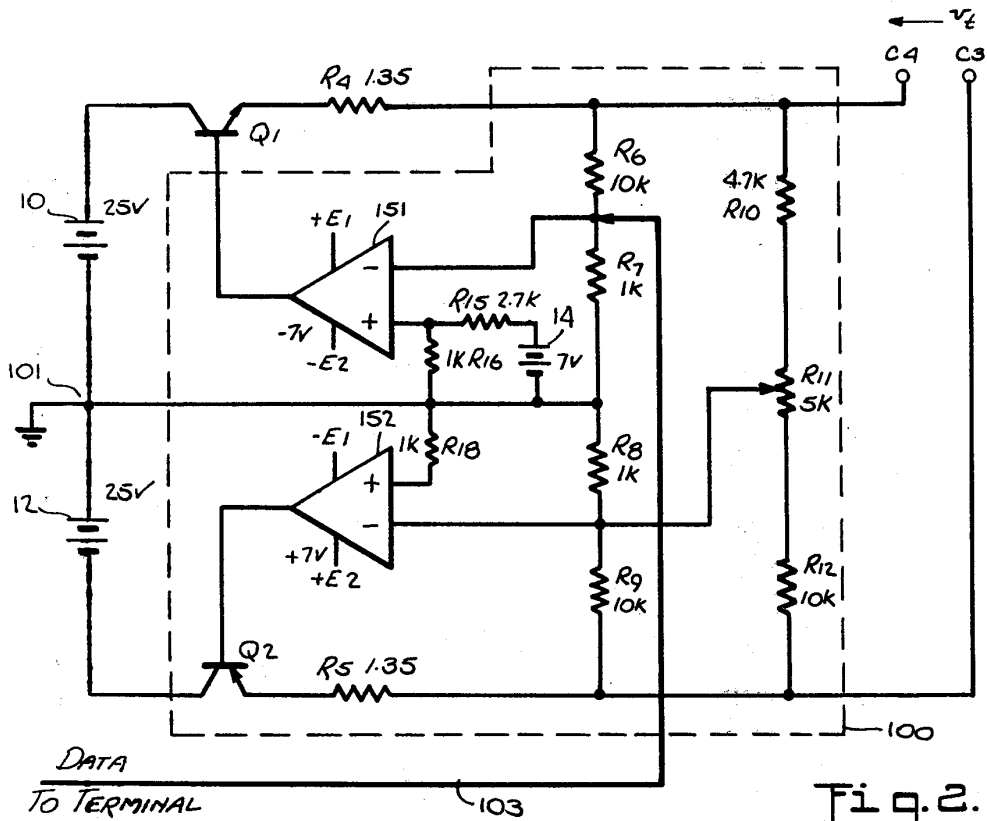 v_t
C4
C3
R4 1.35
Q1
R6
10K
4.7K
R10
10
25V
+E1
151
−
R7
1K
+
R15 2.7K
14
-7V
-E2
1K R16
7V
101
R11
5K
-E1
152
1K R18
R8
1K
+
12
25V
−
+7V
+E2
R9
10K
R12
10K
Q2
R5 1.35
100
DATA
TO TERMINAL
103
Fig. 2.